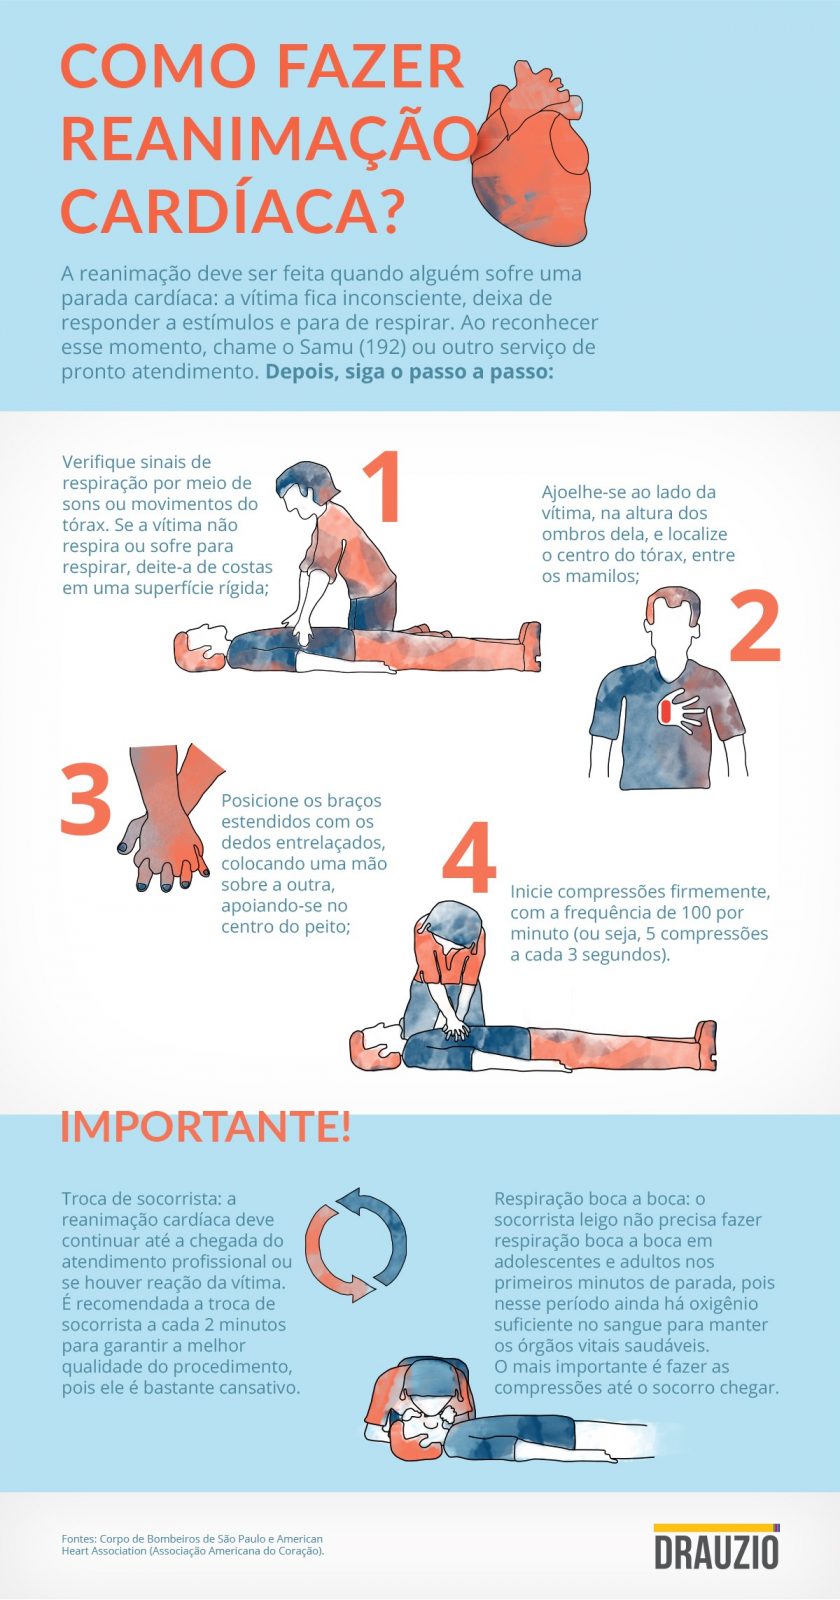 COMO FAZER
REANIMAÇÃO
CARDÍACA?
A reanimação deve ser feita quando alguém sofre uma
parada cardíaca: a vítima fica inconsciente, deixa de
responder a estímulos e para de respirar. Ao reconhecer
esse momento, chame o Samu (192) ou outro serviço de
pronto atendimento. Depois, siga o passo a passo:
1
Verifique sinais de
respiração por meio de
sons ou movimentos do
tórax. Se a vítima não
respira ou sofre para
respirar, deite-a de costas
em uma superfície rígida;
2
Ajoelhe-se ao lado da
vítima, na altura dos
ombros dela, e localize
o centro do tórax, entre
os mamilos;
3
Posicione os braços
estendidos com os
dedos entrelaçados,
colocando uma mão
sobre a outra,
apoiando-se no
centro do peito;
4
Inicie compressões firmemente,
com a frequência de 100 por
minuto (ou seja, 5 compressões
a cada 3 segundos).
IMPORTANTE!
Troca de socorrista: a
reanimação cardíaca deve
continuar até a chegada do
atendimento profissional ou
se houver reação da vítima.
É recomendada a troca de
socorrista a cada 2 minutos
para garantir a melhor
qualidade do procedimento,
pois ele é bastante cansativo.
Respiração boca a boca: o
socorrista leigo não precisa fazer
respiração boca a boca em
adolescentes e adultos nos
primeiros minutos de parada, pois
nesse período ainda há oxigênio
suficiente no sangue para manter
os órgãos vitais saudáveis.
O mais importante é fazer as
compressões até o socorro chegar.
Fontes: Corpo de Bombeiros de São Paulo e American
Heart Association (Associação Americana do Coração).
DRAUZIO